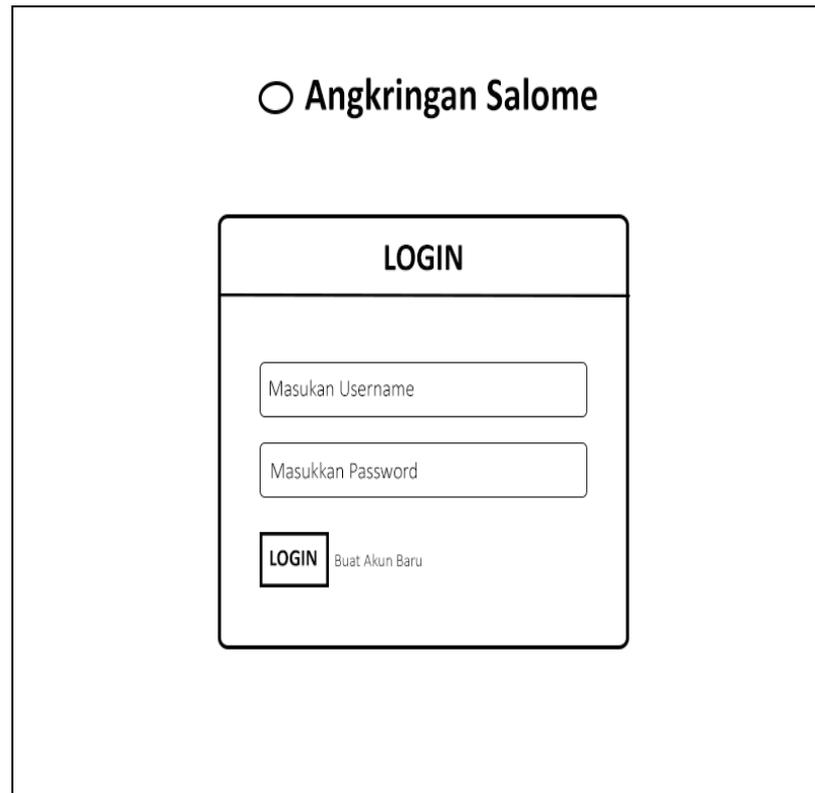 Angkringan Salome
LOGIN
Masukan Username
Masukkan Password
LOGIN Buat Akun Baru